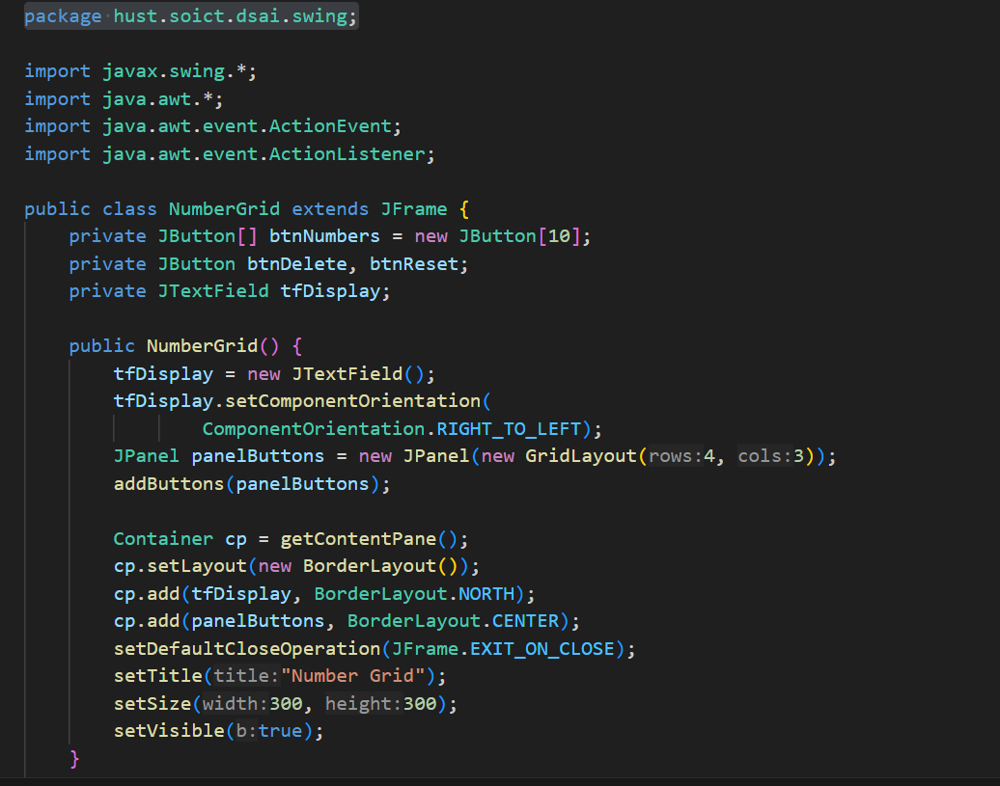 package hust.soict.dsai.swing;
import javax.swing.*;
import java.awt.*;
import java.awt.event.ActionEvent;
import java.awt.event.ActionListener;
public class NumberGrid extends JFrame {
private JButton[] btnNumbers = new JButton[10];
private JButton btnDelete, btnReset;
private JTextField tfDisplay;
public NumberGrid() {
tfDisplay = new JTextField();
tfDisplay.setComponentOrientation(
ComponentOrientation.RIGHT_TO_LEFT);
JPanel panelButtons = new JPanel(new GridLayout(rows:4, cols:3));
addButtons(panelButtons);
Container cp = getContentPane();
cp.setLayout(new BorderLayout());
cp.add(tfDisplay, BorderLayout.NORTH);
cp.add(panelButtons, BorderLayout.CENTER);
setDefaultCloseOperation(JFrame.EXIT_ON_CLOSE);
setTitle(title:"Number Grid");
setSize(width:300, height:300);
setVisible(b:true);
}